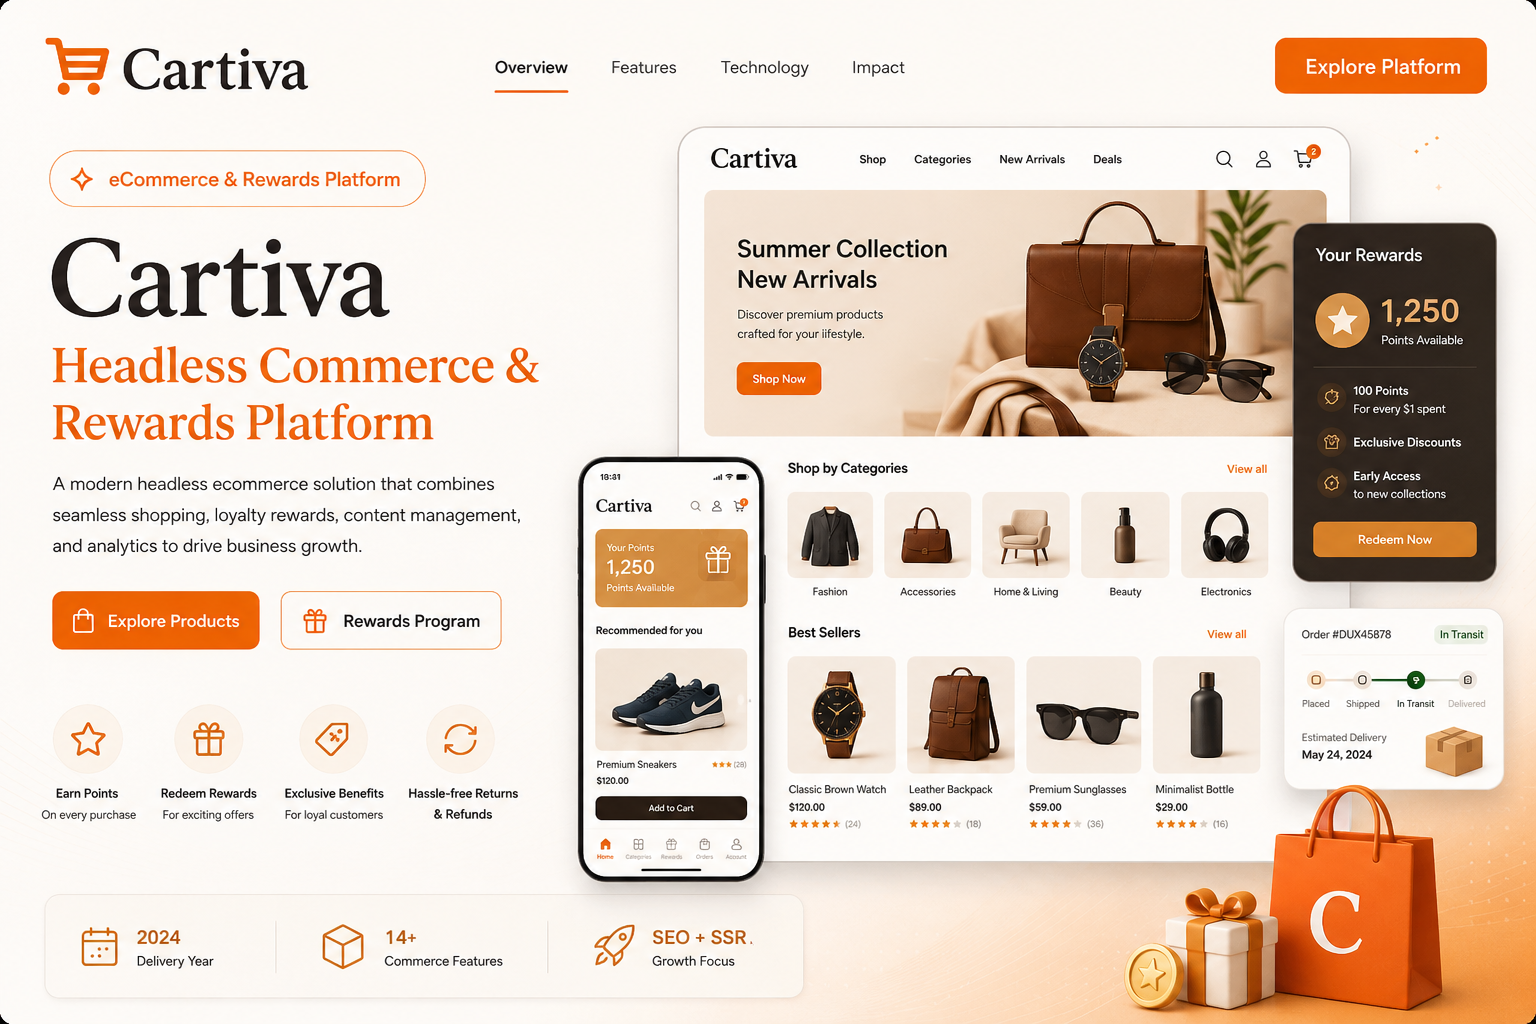 Cartiva
Overview
Features
Technology
Impact
Explore Platform
eCommerce & Rewards Platform
Cartiva
Headless Commerce &
Rewards Platform
A modern headless ecommerce solution that combines
seamless shopping, loyalty rewards, content management,
and analytics to drive business growth.
Explore Products
Rewards Program
Earn Points
On every purchase
Redeem Rewards
For exciting offers
Exclusive Benefits
For loyal customers
Hassle-free Returns
& Refunds
2024
Delivery Year
14+
Commerce Features
SEO + SSR.
Growth Focus
Cartiva
Shop
Categories
New Arrivals
Deals
2
Summer Collection
New Arrivals
Discover premium products
crafted for your lifestyle.
Shop Now
Shop by Categories
View all
Fashion
Accessories
Home & Living
Beauty
Electronics
Best Sellers
View all
Classic Brown Watch
$120.00
(24)
Leather Backpack
$89.00
(18)
Premium Sunglasses
$59.00
(36)
Minimalist Bottle
$29.00
(16)
Cartiva
Your Points
1,250
Points Available
Recommended for you
Premium Sneakers
(28)
$120.00
Add to Cart
Home
Categories
Rewards
Orders
Account
Your Rewards
1,250
Points Available
100 Points
For every $1 spent
Exclusive Discounts
Early Access
to new collections
Redeem Now
Order #DUX45878
In Transit
Placed
Shipped
In Transit
Delivered
Estimated Delivery
May 24, 2024
C